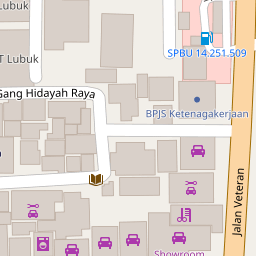 Lubuk
SPBU 14.251.509
T Lubuk
Gang Hidayah Raya
BPJS Ketenagakerjaan
Jalan Veteran
Showroom